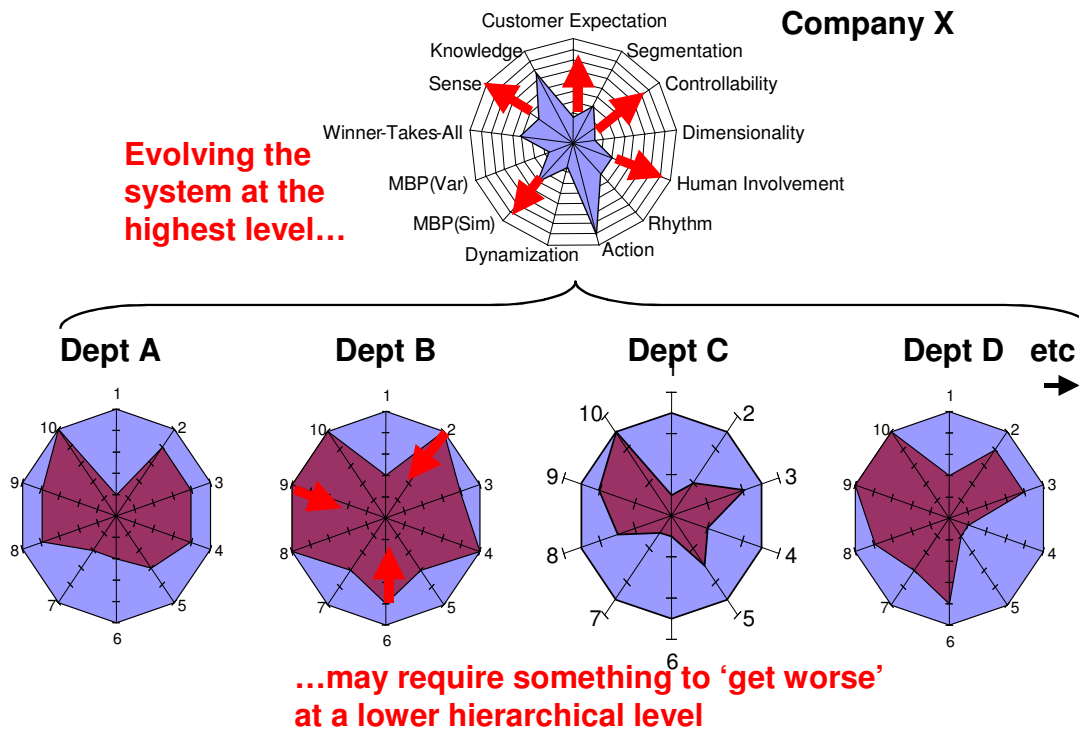 Company X
Customer Expectation
Knowledge
Segmentation
Sense
Controllability
Winner-Takes-All
Dimensionality
MBP(Var)
Human Involvement
MBP(Sim)
Rhythm
Dynamization
Action
Evolving the
system at the
highest level…
Dept A
Dept B
Dept C
Dept D
etc
1
2
3
4
5
6
7
8
9
10
1
2
3
4
5
6
7
8
9
10
1
2
3
4
5
6
7
8
9
10
1
2
3
4
5
6
7
8
9
10
…may require something to ‘get worse’
at a lower hierarchical level